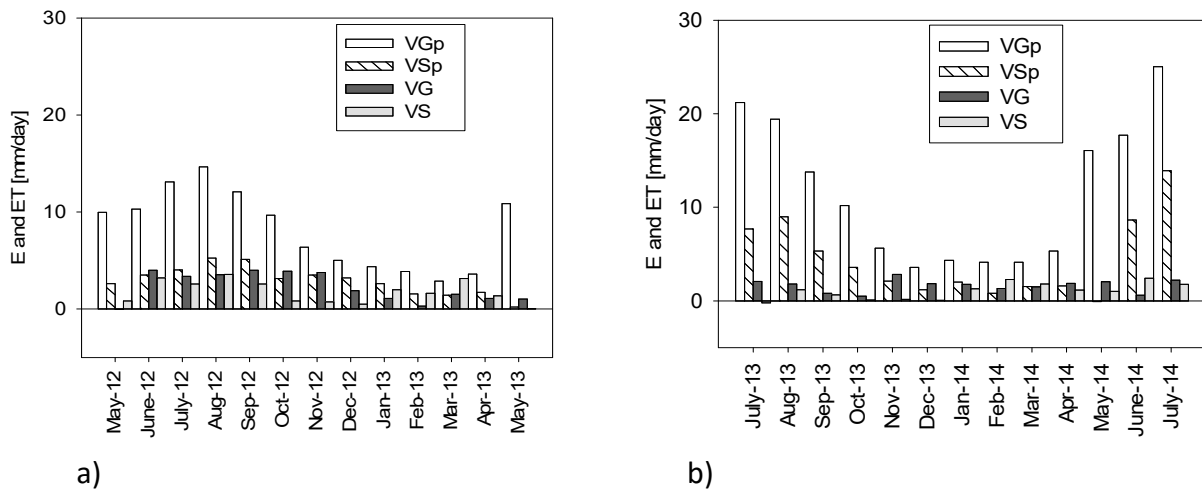 30
20
10
0
E and ET [mm/day]
VGp
VSp
VG
VS
May-12
June-12
July-12
Aug-12
Sep-12
Oct-12
Nov-12
Dec-12
Jan-13
Feb-13
Mar-13
Apr-13
May-13
a)
30
20
10
0
E and ET [mm/day]
VGp
VSp
VG
VS
July-13
Aug-13
Sep-13
Oct-13
Nov-13
Dec-13
Jan-14
Feb-14
Mar-14
Apr-14
May-14
June-14
July-14
b)